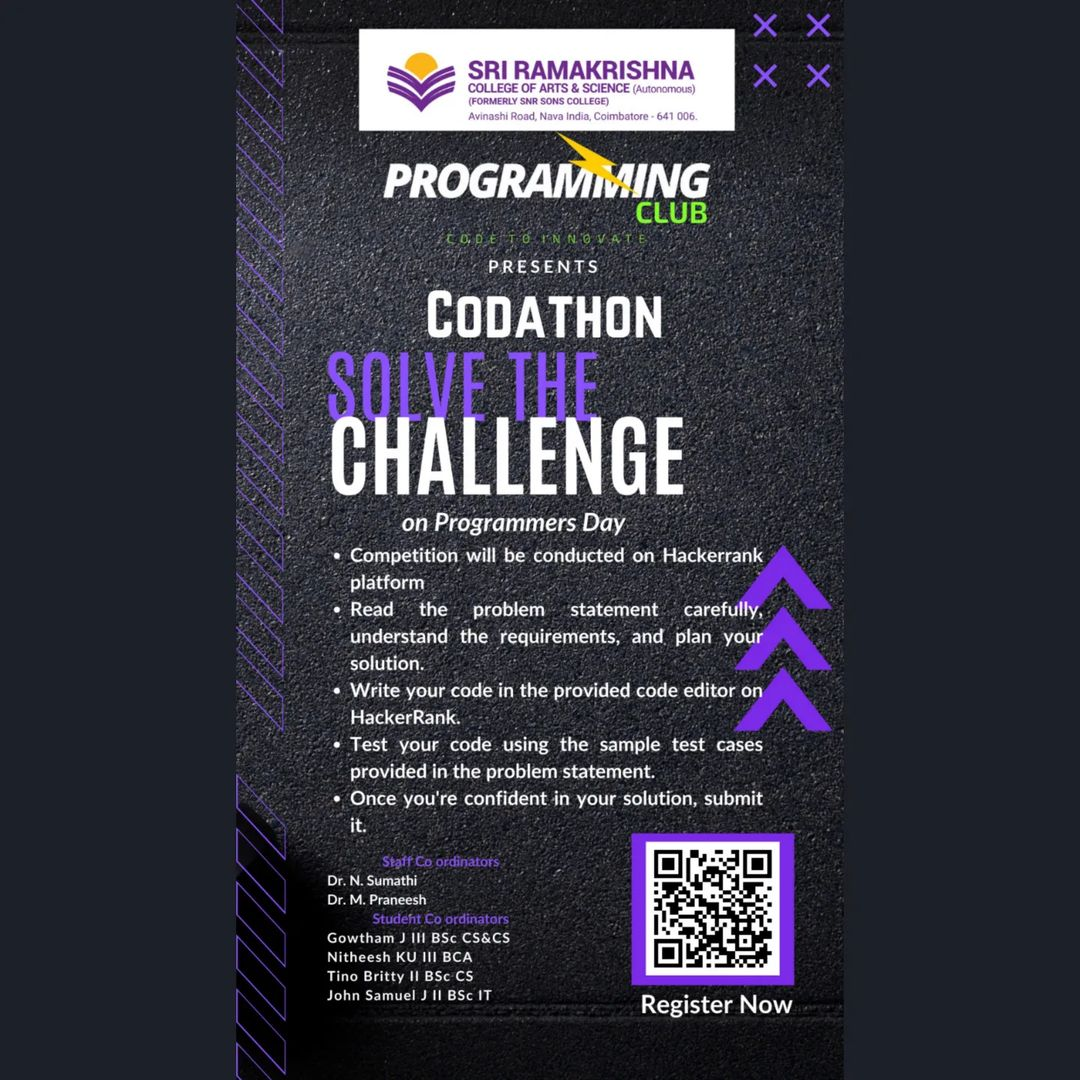 SRI RAMAKRISHNA
COLLEGE OF ARTS & SCIENCE (Autonomous)
(FORMERLY SNR SONS COLLEGE)
Avinashi Road, Nava India, Coimbatore - 641 006.
PROGRAMMING
CLUB
CODE TO INNOVATE
PRESENTS
CODATHON
SOLVE THE
CHALLENGE
on Programmers Day
• Competition will be conducted on Hackerrank
platform
• Read the problem statement carefully,
understand the requirements, and plan your
solution.
• Write your code in the provided code editor on
HackerRank.
• Test your code using the sample test cases
provided in the problem statement.
• Once you're confident in your solution, submit
it.
Staff Co ordinators
Dr. N. Sumathi
Dr. M. Praneesh
Student Co ordinators
Gowtham J III BSc CS&CS
Nitheesh KU III BCA
Tino Britty II BSc CS
John Samuel J II BSc IT
Register Now